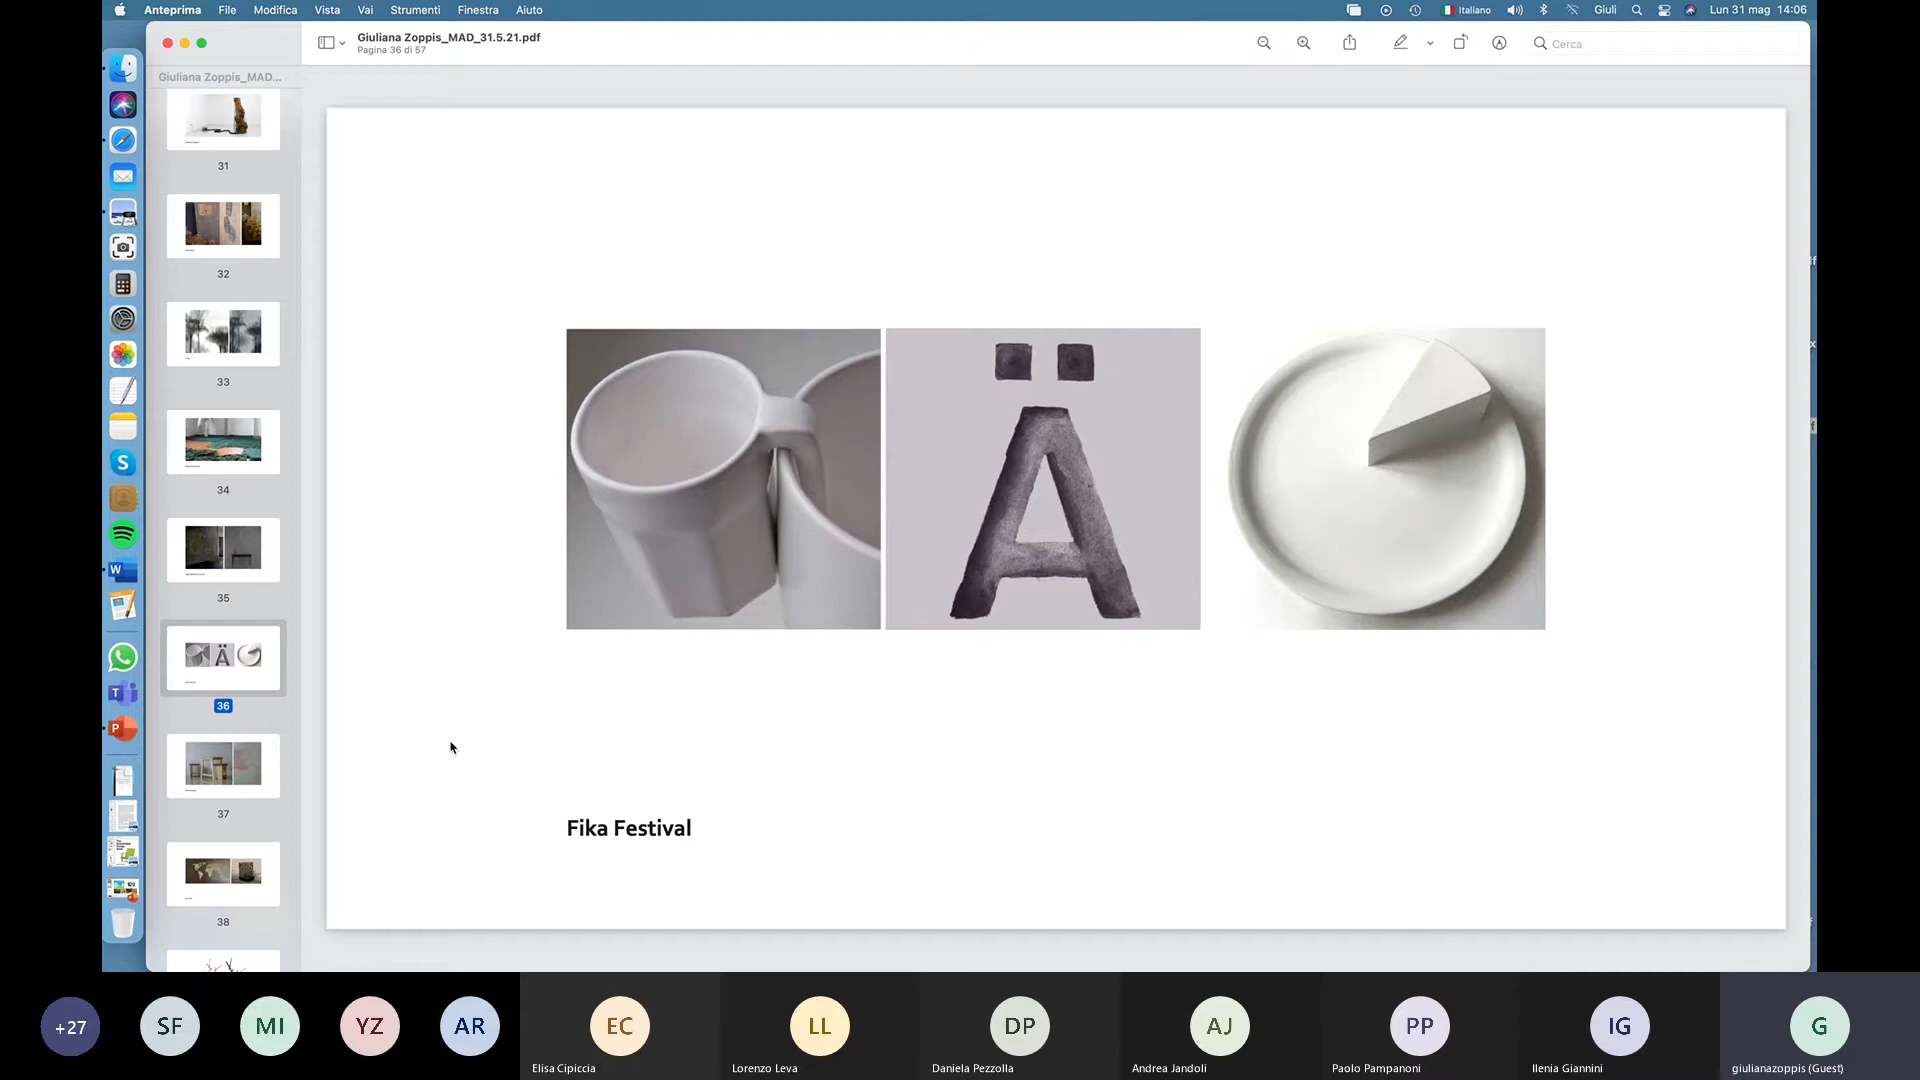 Anteprima File Modifica Vista Vai Strumenti Finestra Aiuto Italiano Giuli Lun 31 mag 14:06
Giuliana Zoppis_MAD_31.5.21.pdf
Pagina 36 di 57
Cerca
Giuliana Zoppis_MAD...
31
32
33
34
35
36
37
38
Ä
Fika Festival
S
W
T
P
+27
SF
MI
YZ
AR
EC
LL
DP
AJ
PP
IG
G
Elisa Cipiccia
Lorenzo Leva
Daniela Pezzolla
Andrea Jandoli
Paolo Pampanoni
Ilenia Giannini
giulianazoppis (Guest)